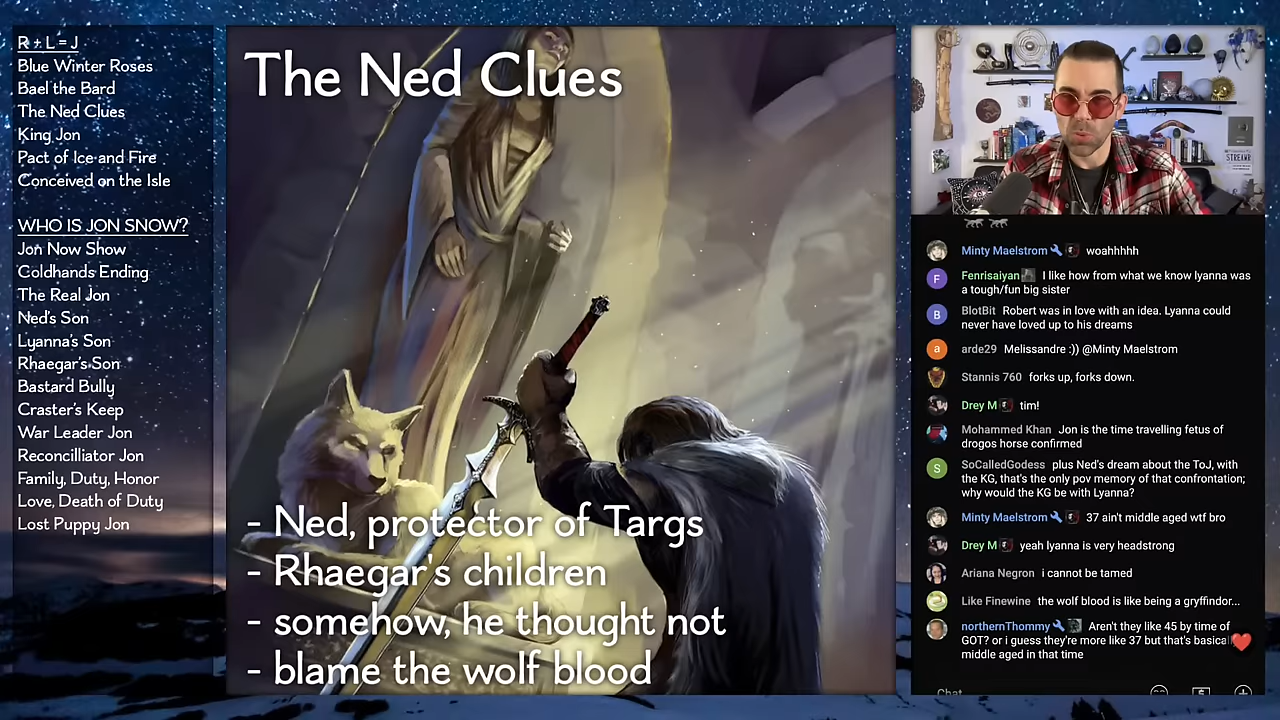 R + L = J
Blue Winter Roses
Bael the Bard
The Ned Clues
King Jon
Pact of Ice and Fire
Conceived on the Isle
WHO IS JON SNOW?
Jon Now Show
Coldhands Ending
The Real Jon
Ned's Son
Lyanna's Son
Rhaegar's Son
Bastard Bully
Craster's Keep
War Leader Jon
Reconcilliator Jon
Family, Duty, Honor
Love, Death of Duty
Lost Puppy Jon
The Ned Clues
- Ned, protector of Targs
- Rhaegar's children
- somehow, he thought not
- blame the wolf blood
STREAMR
Minty Maelstrom woahhhhh
F Fenrisaiyan I like how from what we know lyanna was
a tough/fun big sister
B BlotBit Robert was in love with an idea. Lyanna could
never have loved up to his dreams
a arde29 Melissandre :)) @Minty Maelstrom
Stannis 760 forks up, forks down.
Drey M tim!
Mohammed Khan Jon is the time travelling fetus of
drogos horse confirmed
S SoCalledGodess plus Ned's dream about the ToJ, with
the KG, that's the only pov memory of that confrontation;
why would the KG be with Lyanna?
Minty Maelstrom 37 ain't middle aged wtf bro
Drey M yeah lyanna is very headstrong
Ariana Negron i cannot be tamed
Like Finewine the wolf blood is like being a gryffindor...
northernThommy Aren't they like 45 by time of
GOT? or i guess they're more like 37 but that's basica
middle aged in that time
Chat